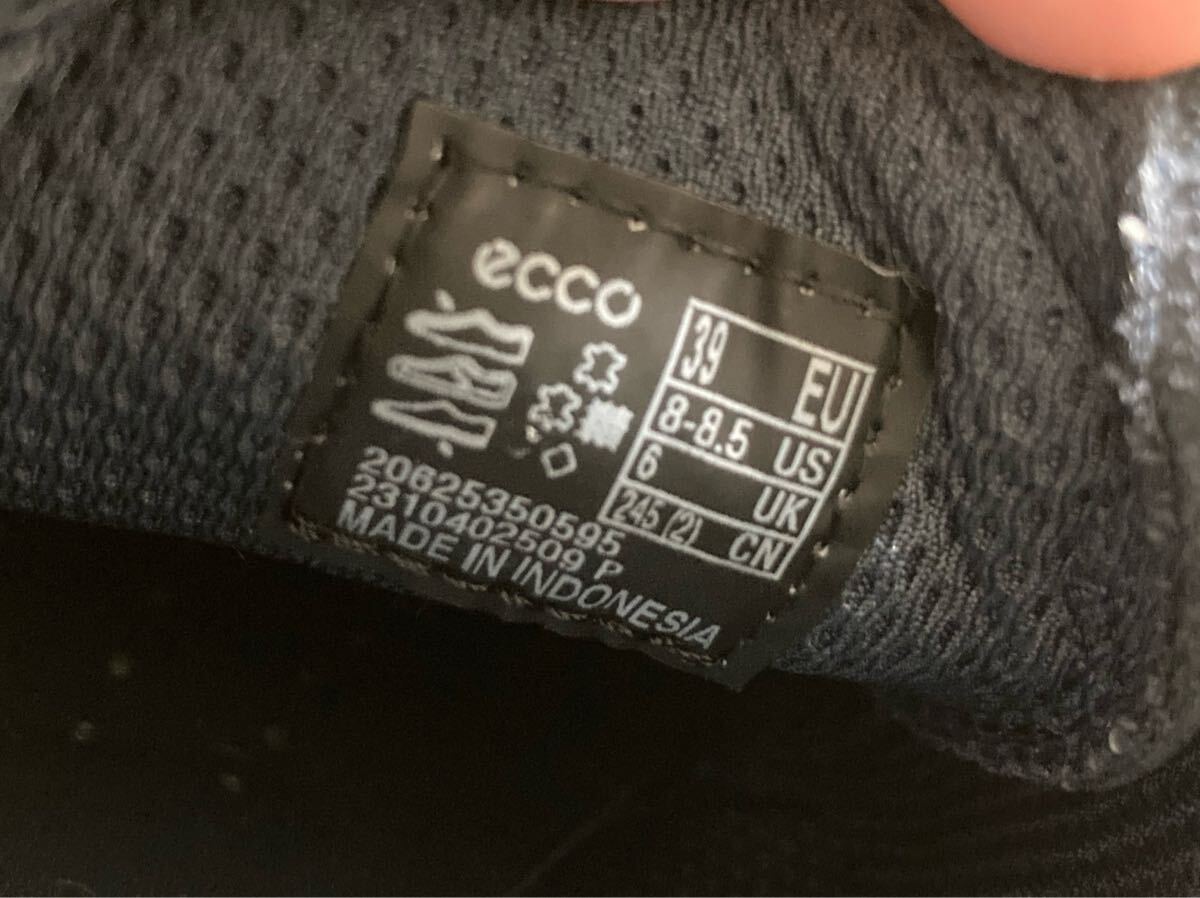 ecco
39 EU
8-8.5 US
6 UK
245 (2) CN
20625350595
2310402509 P
MADE IN INDONESIA